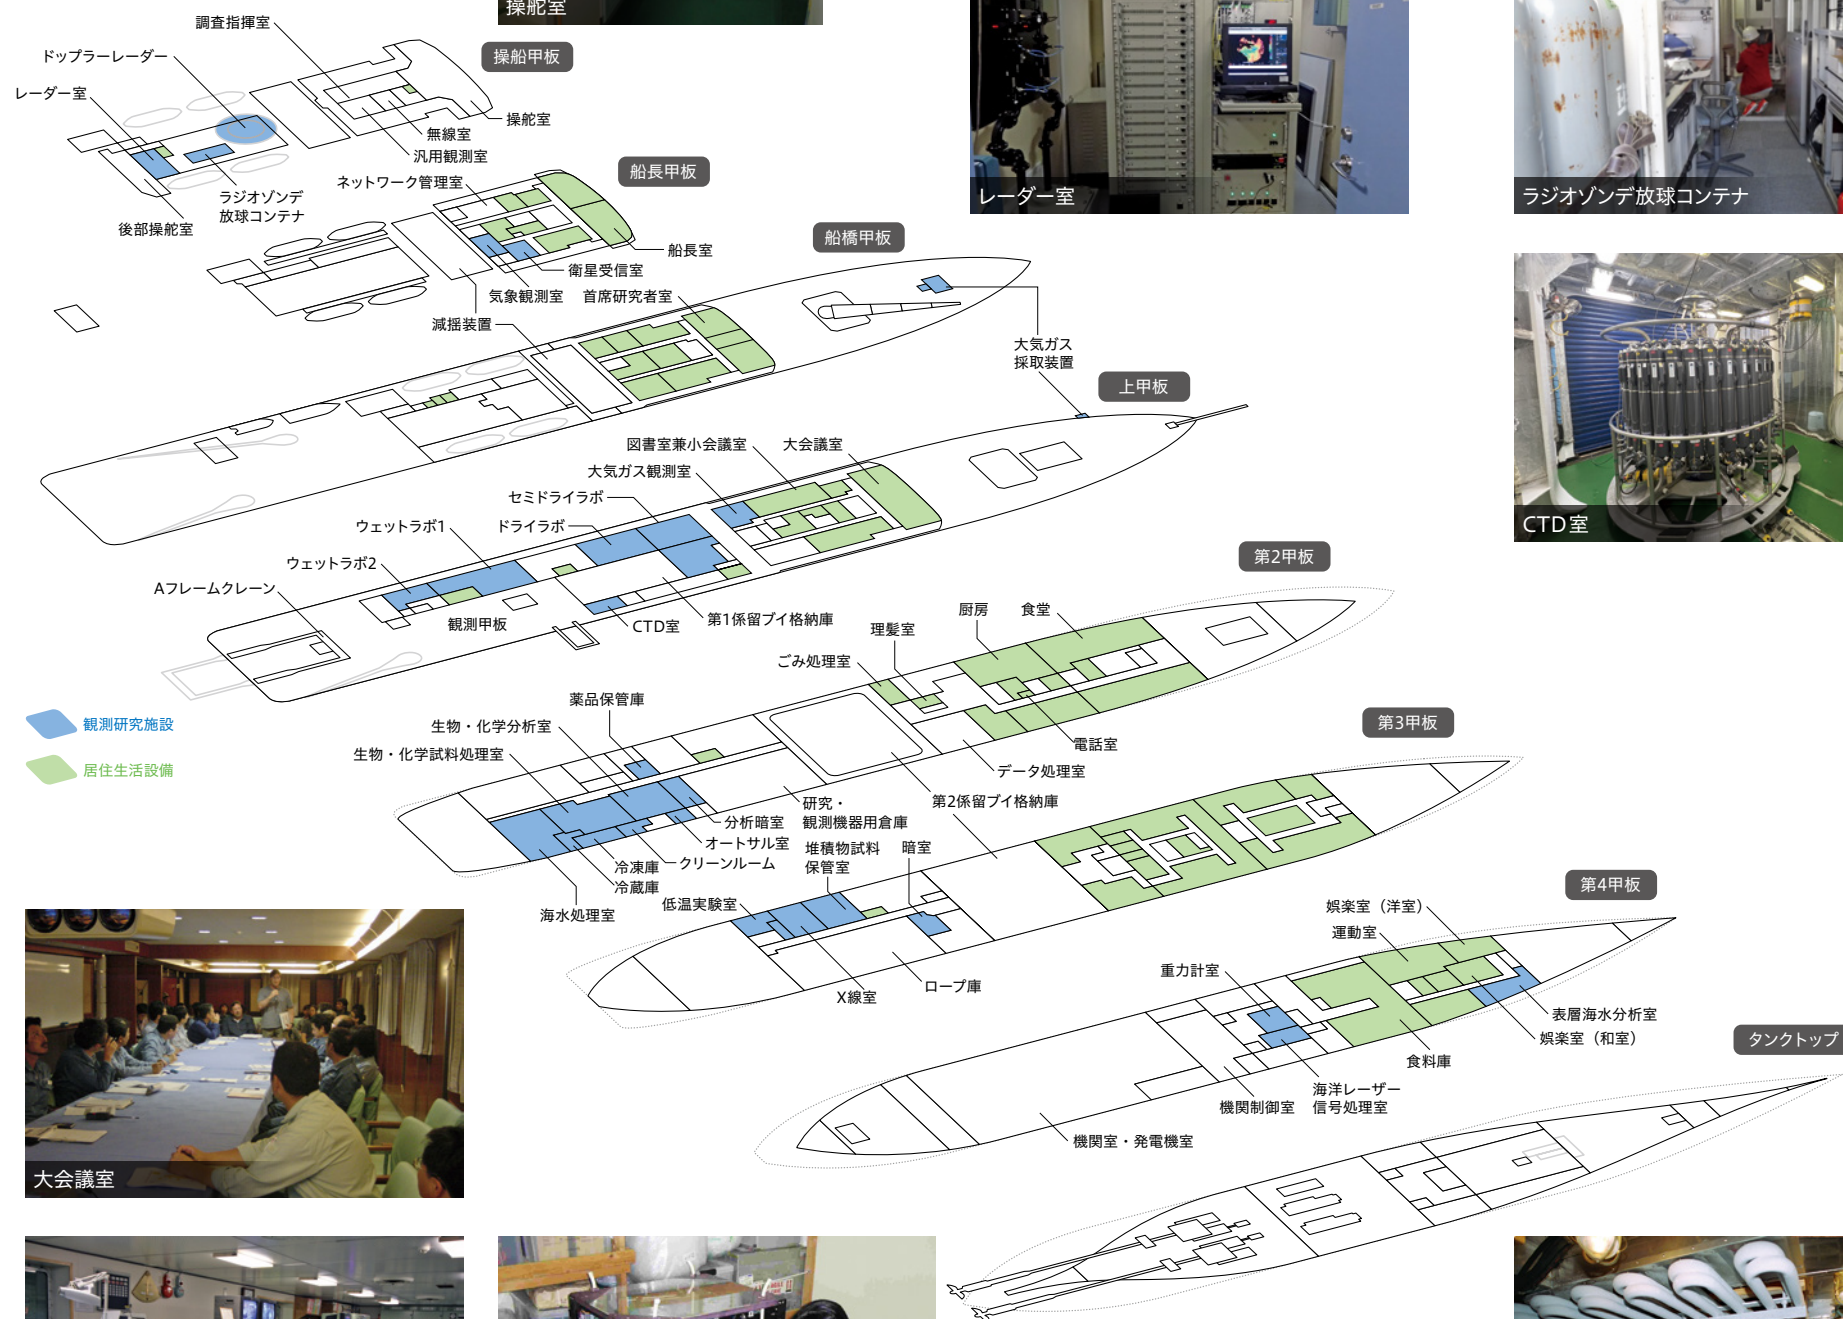 操舵室
調査指揮室
操船甲板
ドップラーレーダー
レーダー室
操舵室
無線室
汎用観測室
ラジオゾンデ
放球コンテナ
後部操舵室
レーダー室
ラジオゾンデ放球コンテナ
船長甲板
ネットワーク管理室
船長室
衛星受信室
気象観測室
減揺装置
船橋甲板
首席研究者室
大気ガス
採取装置
上甲板
図書室兼小会議室
大会議室
大気ガス観測室
セミドライラボ
ドライラボ
ウェットラボ1
ウェットラボ2
Aフレームクレーン
観測甲板
CTD室
第1係留ブイ格納庫
CTD室
第2甲板
厨房
食堂
理髪室
ごみ処理室
薬品保管庫
生物・化学分析室
生物・化学試料処理室
電話室
データ処理室
第2係留ブイ格納庫
研究・
観測機器用倉庫
分析暗室
オートサル室
クリーンルーム
冷凍庫
冷蔵庫
海水処理室
観測研究施設
居住生活設備
第3甲板
堆積物試料
保管室
暗室
低温実験室
X線室
ロープ庫
第4甲板
娯楽室（洋室）
運動室
重力計室
表層海水分析室
娯楽室（和室）
食料庫
海洋レーザー
信号処理室
機関制御室
機関室・発電機室
タンクトップ
大会議室